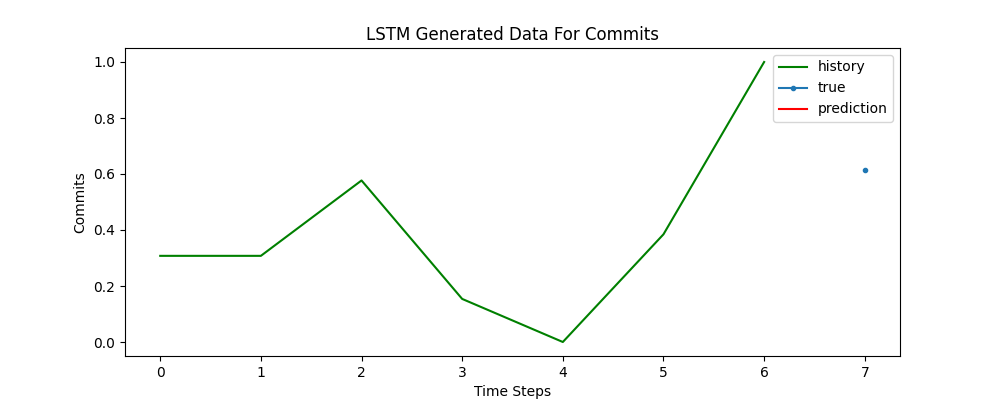 LSTM Generated Data For Commits
history
true
prediction
1.0
0.8
0.6
0.4
0.2
0.0
Commits
0 1 2 3 4 5 6 7
Time Steps